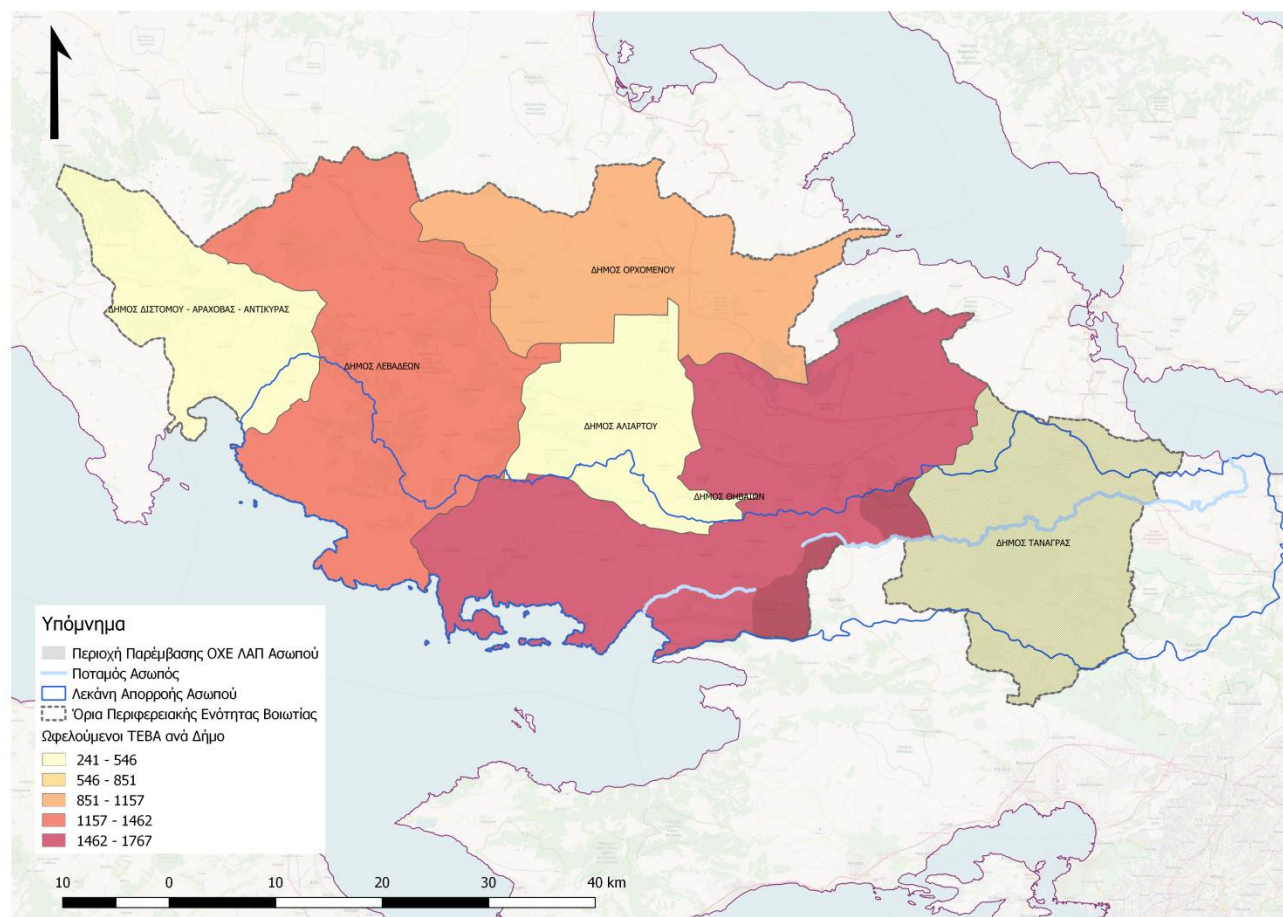 ΔΗΜΟΣ ΟΡΧΟΜΕΝΟΥ
ΔΗΜΟΣ ΔΙΣΤΟΜΟΥ - ΑΡΑΧΟΒΑΣ - ΑΝΤΙΚΥΡΑΣ
ΔΗΜΟΣ ΛΕΒΑΔΕΩΝ
ΔΗΜΟΣ ΑΛΙΑΡΤΟΥ
ΔΗΜΟΣ ΘΗΒΑΙΩΝ
ΔΗΜΟΣ ΤΑΝΑΓΡΑΣ
Υπόμνημα
Περιοχή Παρέμβασης ΟΧΕ ΛΑΠ Ασωπού
Ποταμός Ασωπός
Λεκάνη Απορροής Ασωπού
Όρια Περιφερειακής Ενότητας Βοιωτίας
Ωφελούμενοι ΤΕΒΑ ανά Δήμο
241 - 546
546 - 851
851 - 1157
1157 - 1462
1462 - 1767
10 0 10 20 30 40 km